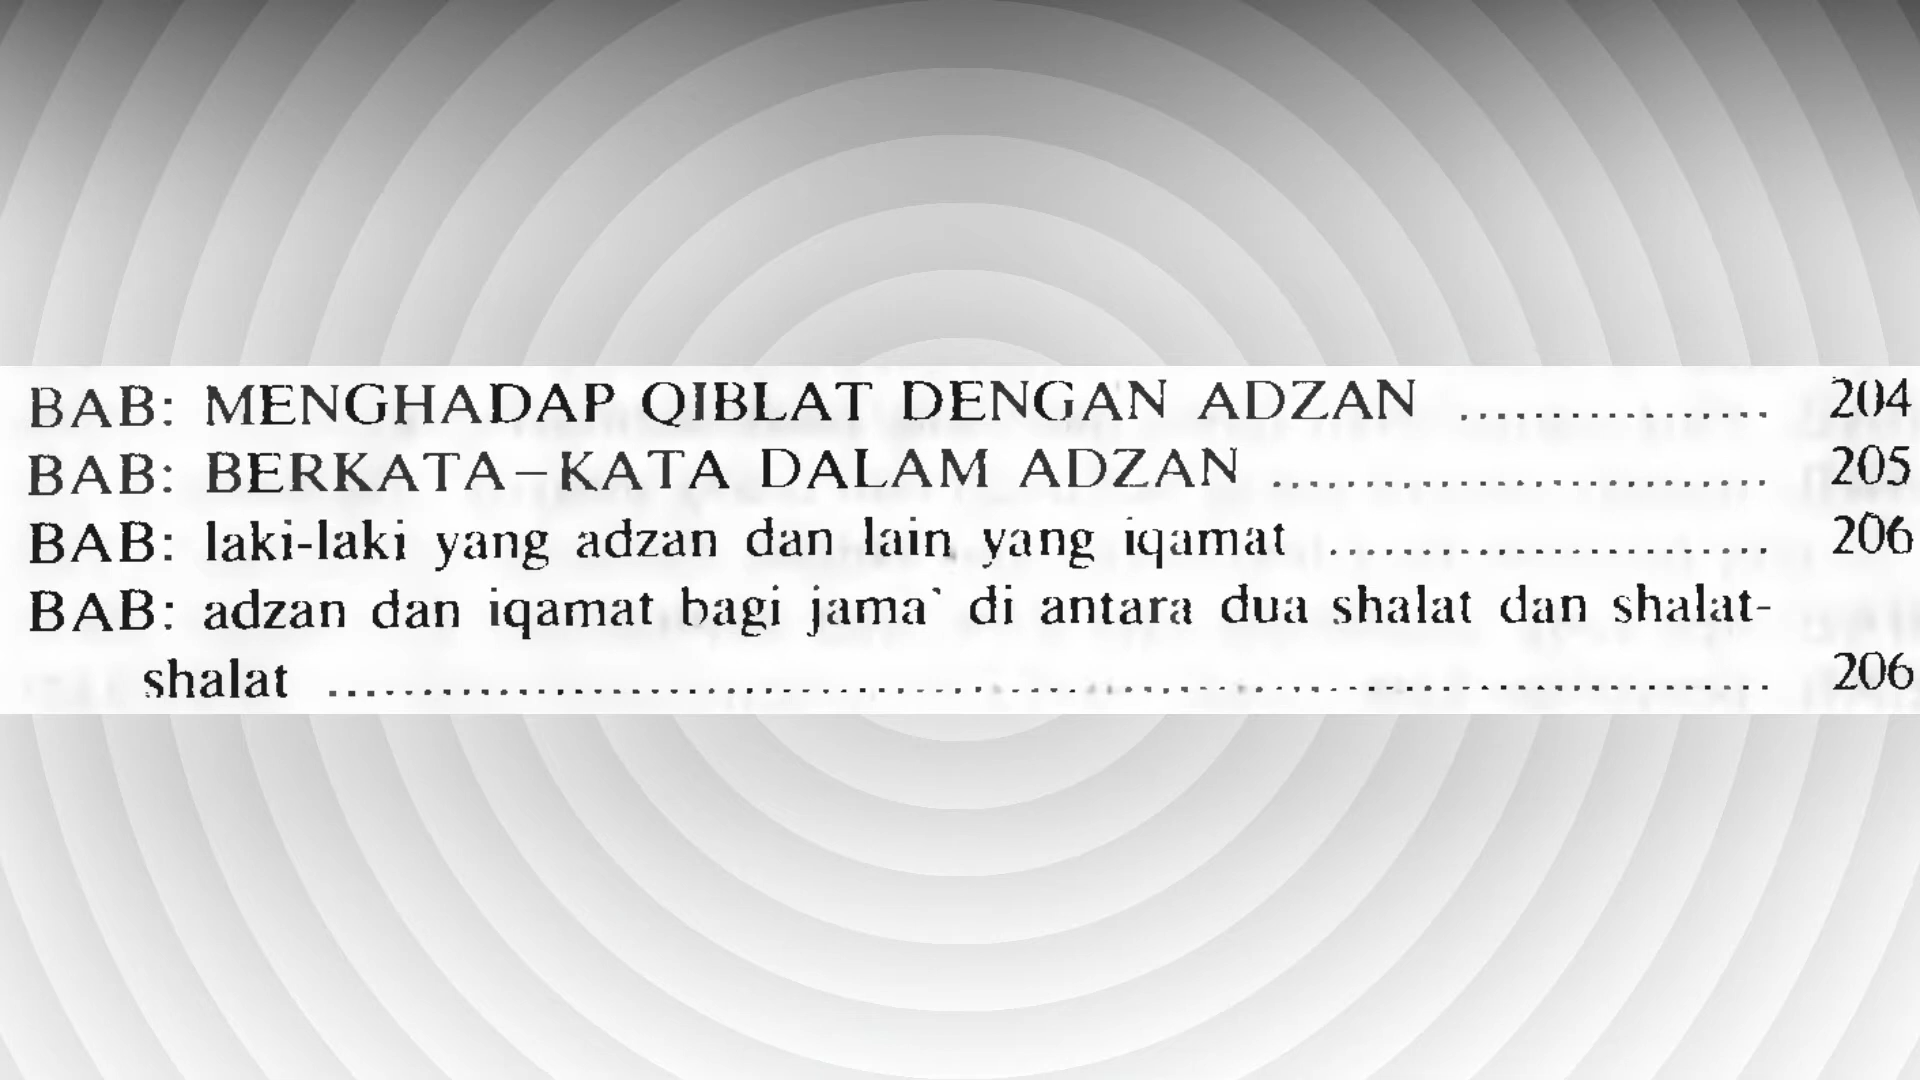 BAB: MENGHADAP QIBLAT DENGAN ADZAN ................. 204
BAB: BERKATA–KATA DALAM ADZAN ........................... 205
BAB: laki-laki yang adzan dan lain yang iqamat ........................ 206
BAB: adzan dan iqamat bagi jama` di antara dua shalat dan shalat-
shalat ............................................................................. 206